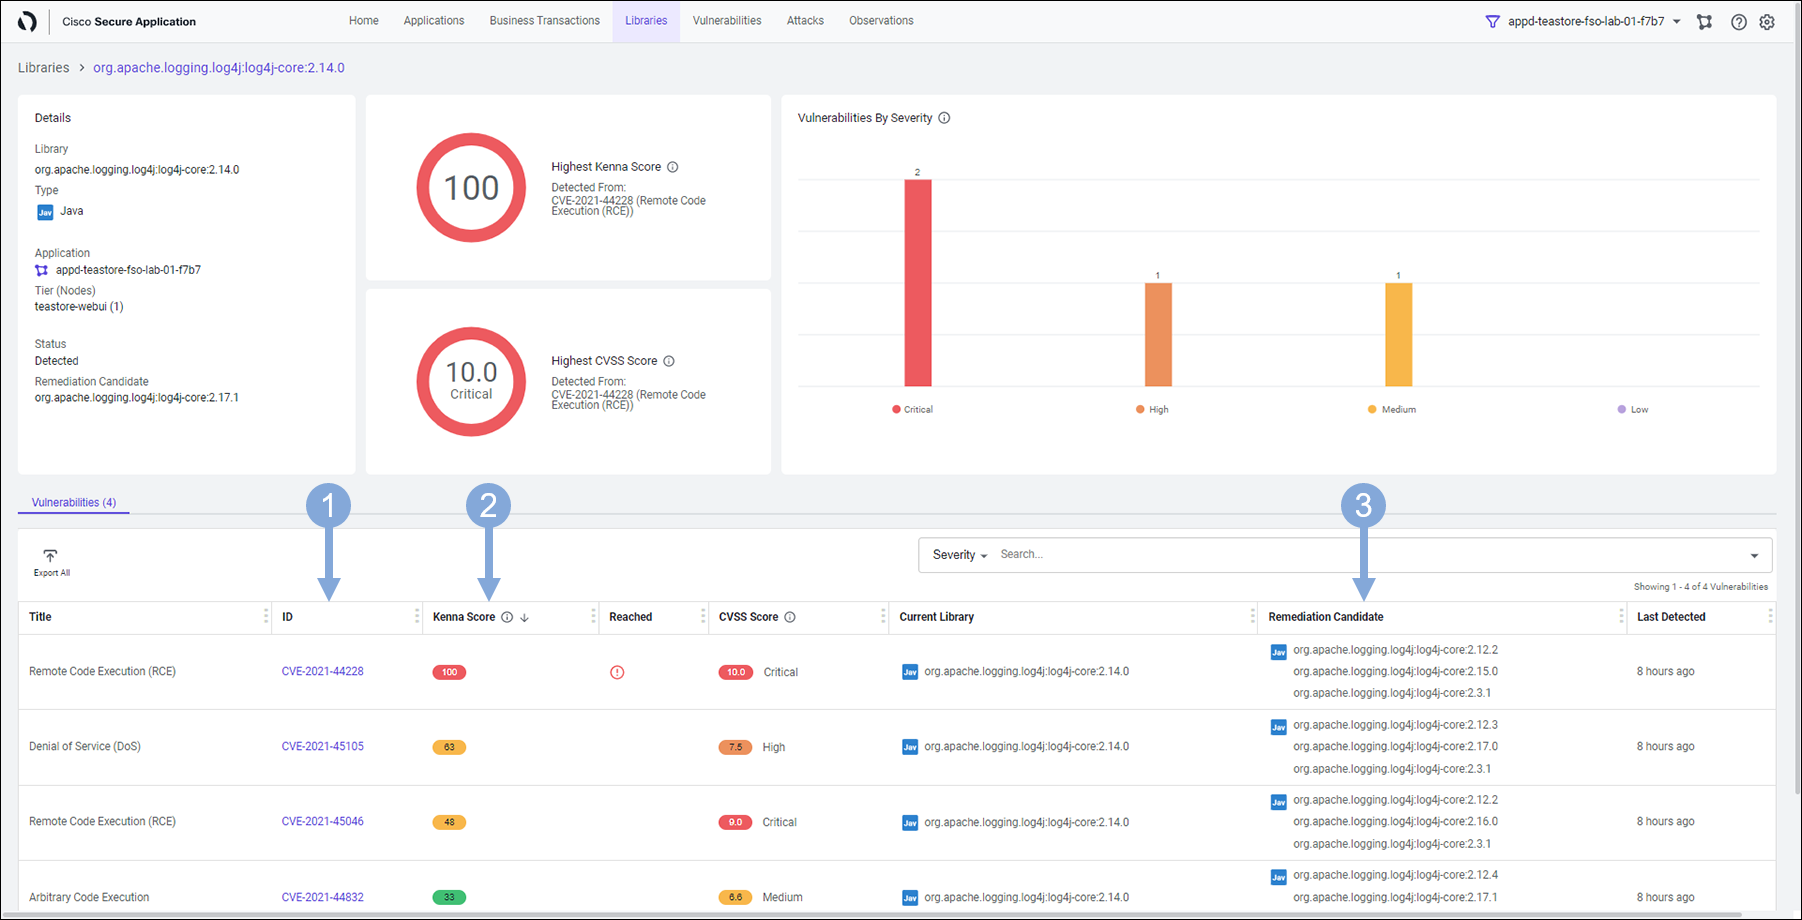 Cisco Secure Application
Home
Applications
Business Transactions
Libraries
Vulnerabilities
Attacks
Observations
appd-teastore-fso-lab-01-f7b7
Libraries > org.apache.logging.log4j:log4j-core:2.14.0
Details
Library
org.apache.logging.log4j:log4j-core:2.14.0
Type
Jav Java
Application
appd-teastore-fso-lab-01-f7b7
Tier (Nodes)
teastore-webui (1)
Status
Detected
Remediation Candidate
org.apache.logging.log4j:log4j-core:2.17.1
100
Highest Kenna Score
Detected From:
CVE-2021-44228 (Remote Code
Execution (RCE))
10.0
Critical
Highest CVSS Score
Detected From:
CVE-2021-44228 (Remote Code
Execution (RCE))
Vulnerabilities By Severity
2
1
1
Critical
High
Medium
Low
Vulnerabilities (4)
1
2
3
Export All
Severity
Search...
Showing 1 - 4 of 4 Vulnerabilities
Title
ID
Kenna Score
Reached
CVSS Score
Current Library
Remediation Candidate
Last Detected
Remote Code Execution (RCE)
CVE-2021-44228
100
10.0 Critical
Jav org.apache.logging.log4j:log4j-core:2.14.0
Jav org.apache.logging.log4j:log4j-core:2.12.2
org.apache.logging.log4j:log4j-core:2.15.0
org.apache.logging.log4j:log4j-core:2.3.1
8 hours ago
Denial of Service (DoS)
CVE-2021-45105
63
7.5 High
Jav org.apache.logging.log4j:log4j-core:2.14.0
Jav org.apache.logging.log4j:log4j-core:2.12.3
org.apache.logging.log4j:log4j-core:2.17.0
org.apache.logging.log4j:log4j-core:2.3.1
8 hours ago
Remote Code Execution (RCE)
CVE-2021-45046
48
9.0 Critical
Jav org.apache.logging.log4j:log4j-core:2.14.0
Jav org.apache.logging.log4j:log4j-core:2.12.2
org.apache.logging.log4j:log4j-core:2.16.0
org.apache.logging.log4j:log4j-core:2.3.1
8 hours ago
Arbitrary Code Execution
CVE-2021-44832
33
6.6 Medium
Jav org.apache.logging.log4j:log4j-core:2.14.0
Jav org.apache.logging.log4j:log4j-core:2.12.4
org.apache.logging.log4j:log4j-core:2.17.1
8 hours ago